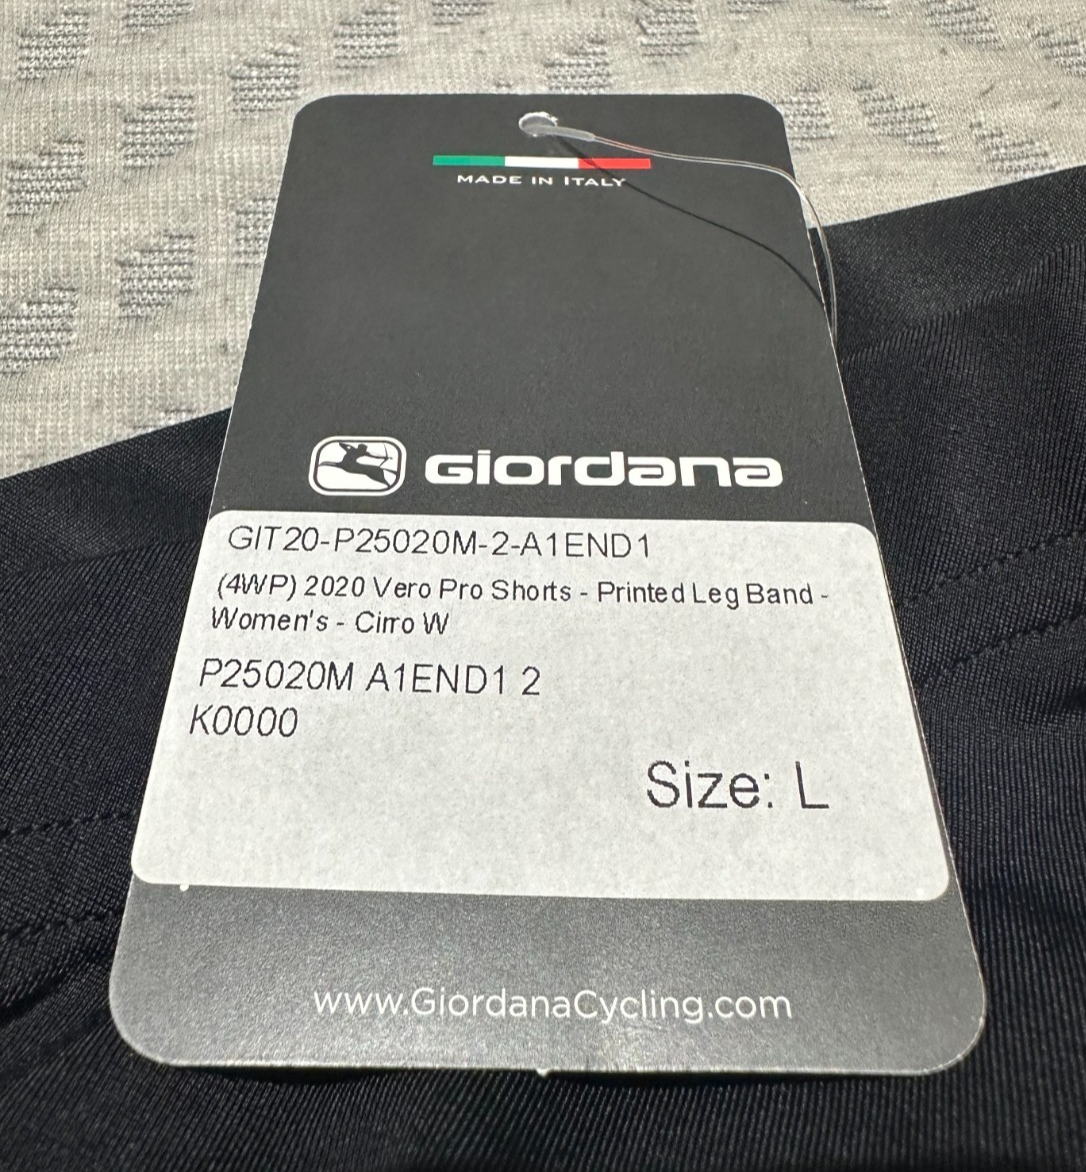 MADE IN ITALY
GIORDANA
GIT20-P25020M-2-A1END1
(4WP) 2020 Vero Pro Shorts - Printed Leg Band -
Women's - Cirro W
P25020M A1END1 2
K0000
Size: L
www.GiordanaCycling.com